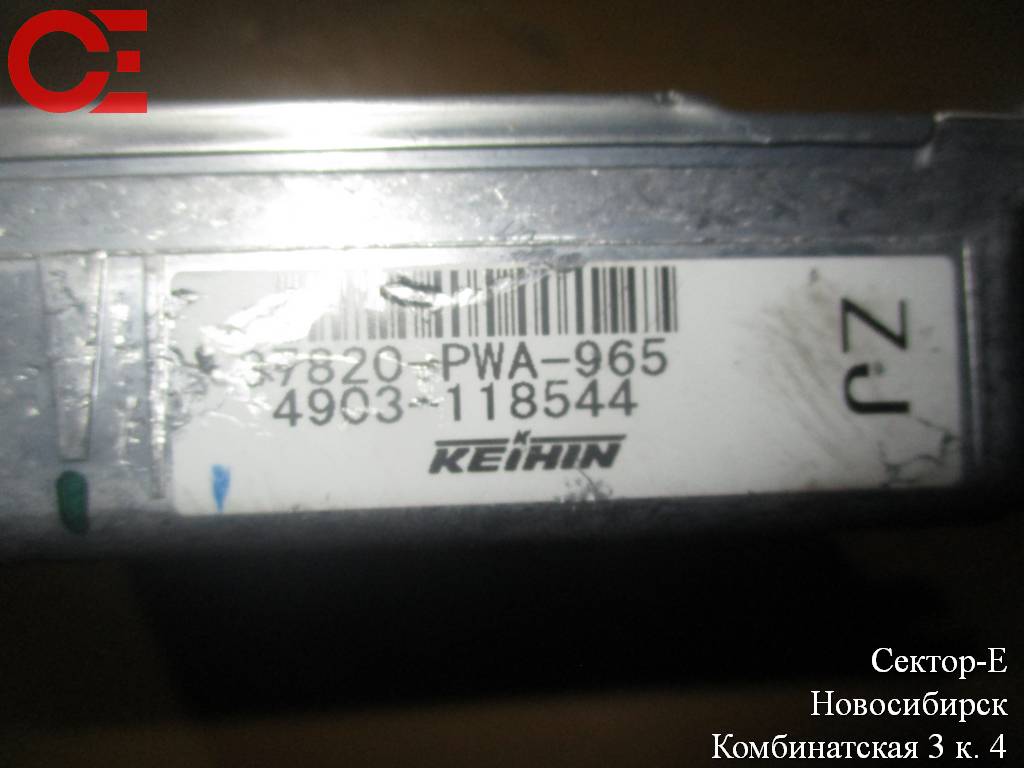 CE
37820-PWA-965
4903-118544
KEIHIN
ZJ
Сектор-Е
Новосибирск
Комбинатская 3 к. 4